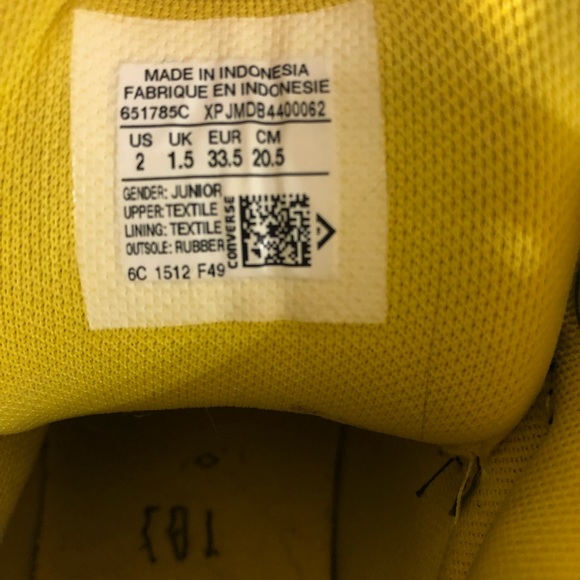 MADE IN INDONESIA
FABRIQUE EN INDONESIE
651785C XPJMDB4400062
US UK EUR CM
2 1.5 33.5 20.5
GENDER: JUNIOR
UPPER: TEXTILE
LINING: TEXTILE
OUTSOLE: RUBBER
CONVERSE
6C 1512 F49